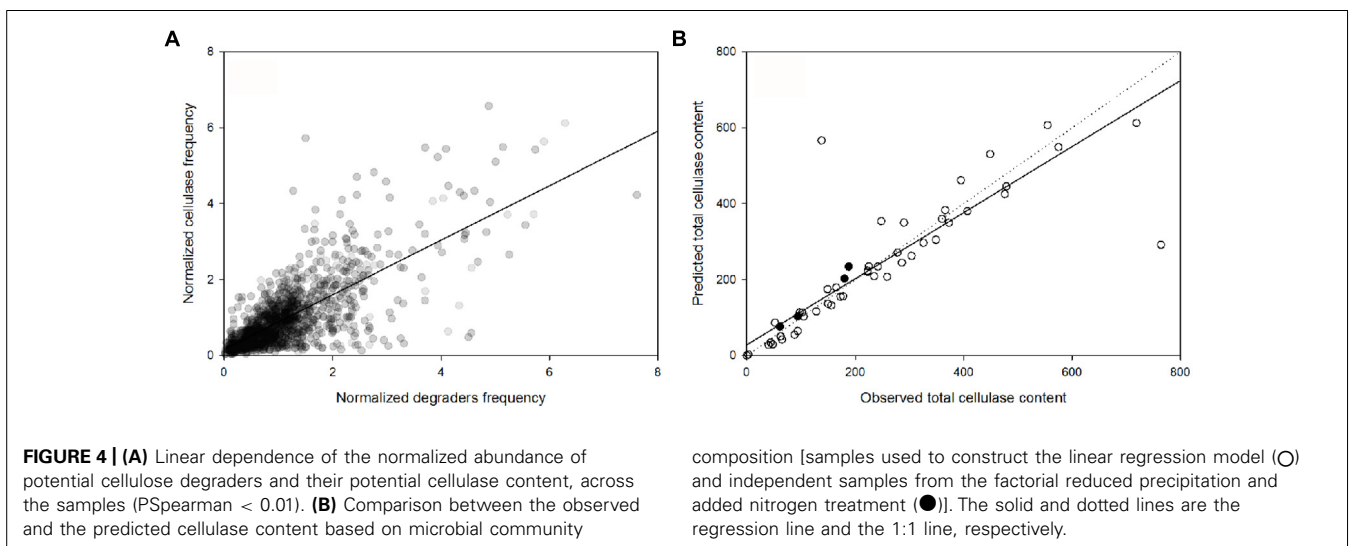 A
B
8
6
4
2
0
Normalized cellulase frequency
0 2 4 6 8
Normalized degraders frequency
800
600
400
200
0
Predicted total cellulase content
0 200 400 600 800
Observed total cellulase content
FIGURE 4 | (A) Linear dependence of the normalized abundance of
potential cellulose degraders and their potential cellulase content, across
the samples (PSpearman < 0.01). (B) Comparison between the observed
and the predicted cellulase content based on microbial community
composition [samples used to construct the linear regression model (○)
and independent samples from the factorial reduced precipitation and
added nitrogen treatment (●)]. The solid and dotted lines are the
regression line and the 1:1 line, respectively.